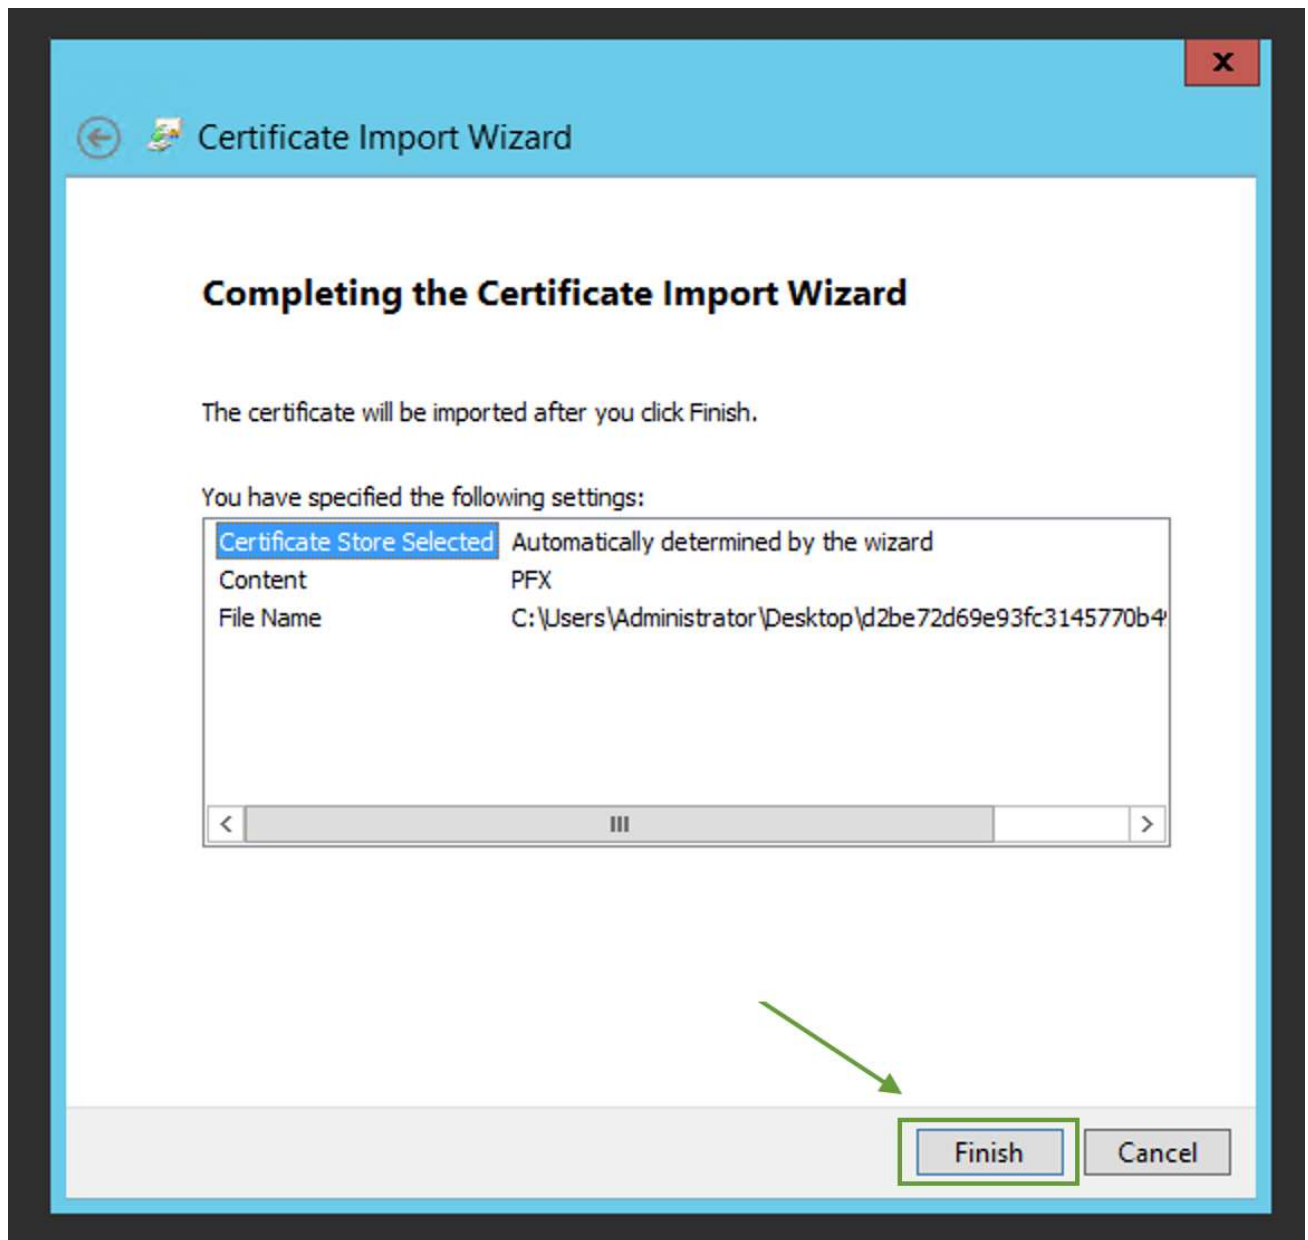 x
Certificate Import Wizard
Completing the Certificate Import Wizard
The certificate will be imported after you click Finish.
You have specified the following settings:
Certificate Store Selected Automatically determined by the wizard
Content PFX
File Name C:\Users\Administrator\Desktop\d2be72d69e93fc3145770b4
Finish Cancel